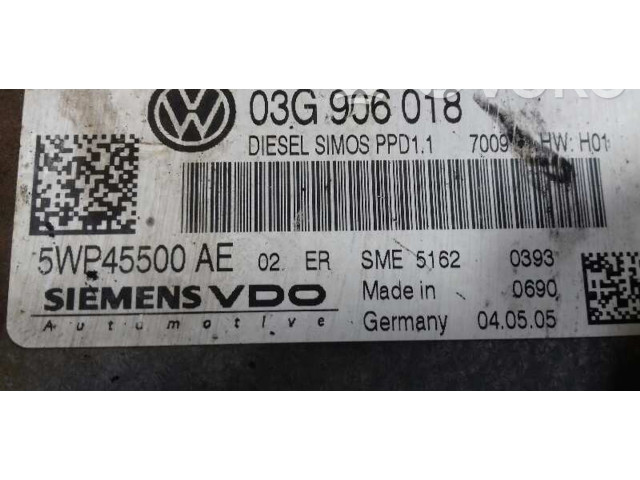 03G 906 018
DIESEL SIMOS PPD1.1 7009 HW: H01
5WP45500 AE 02 ER SME 5162 0393
SIEMENS VDO Made in 0690
Automotive Germany 04.05.05